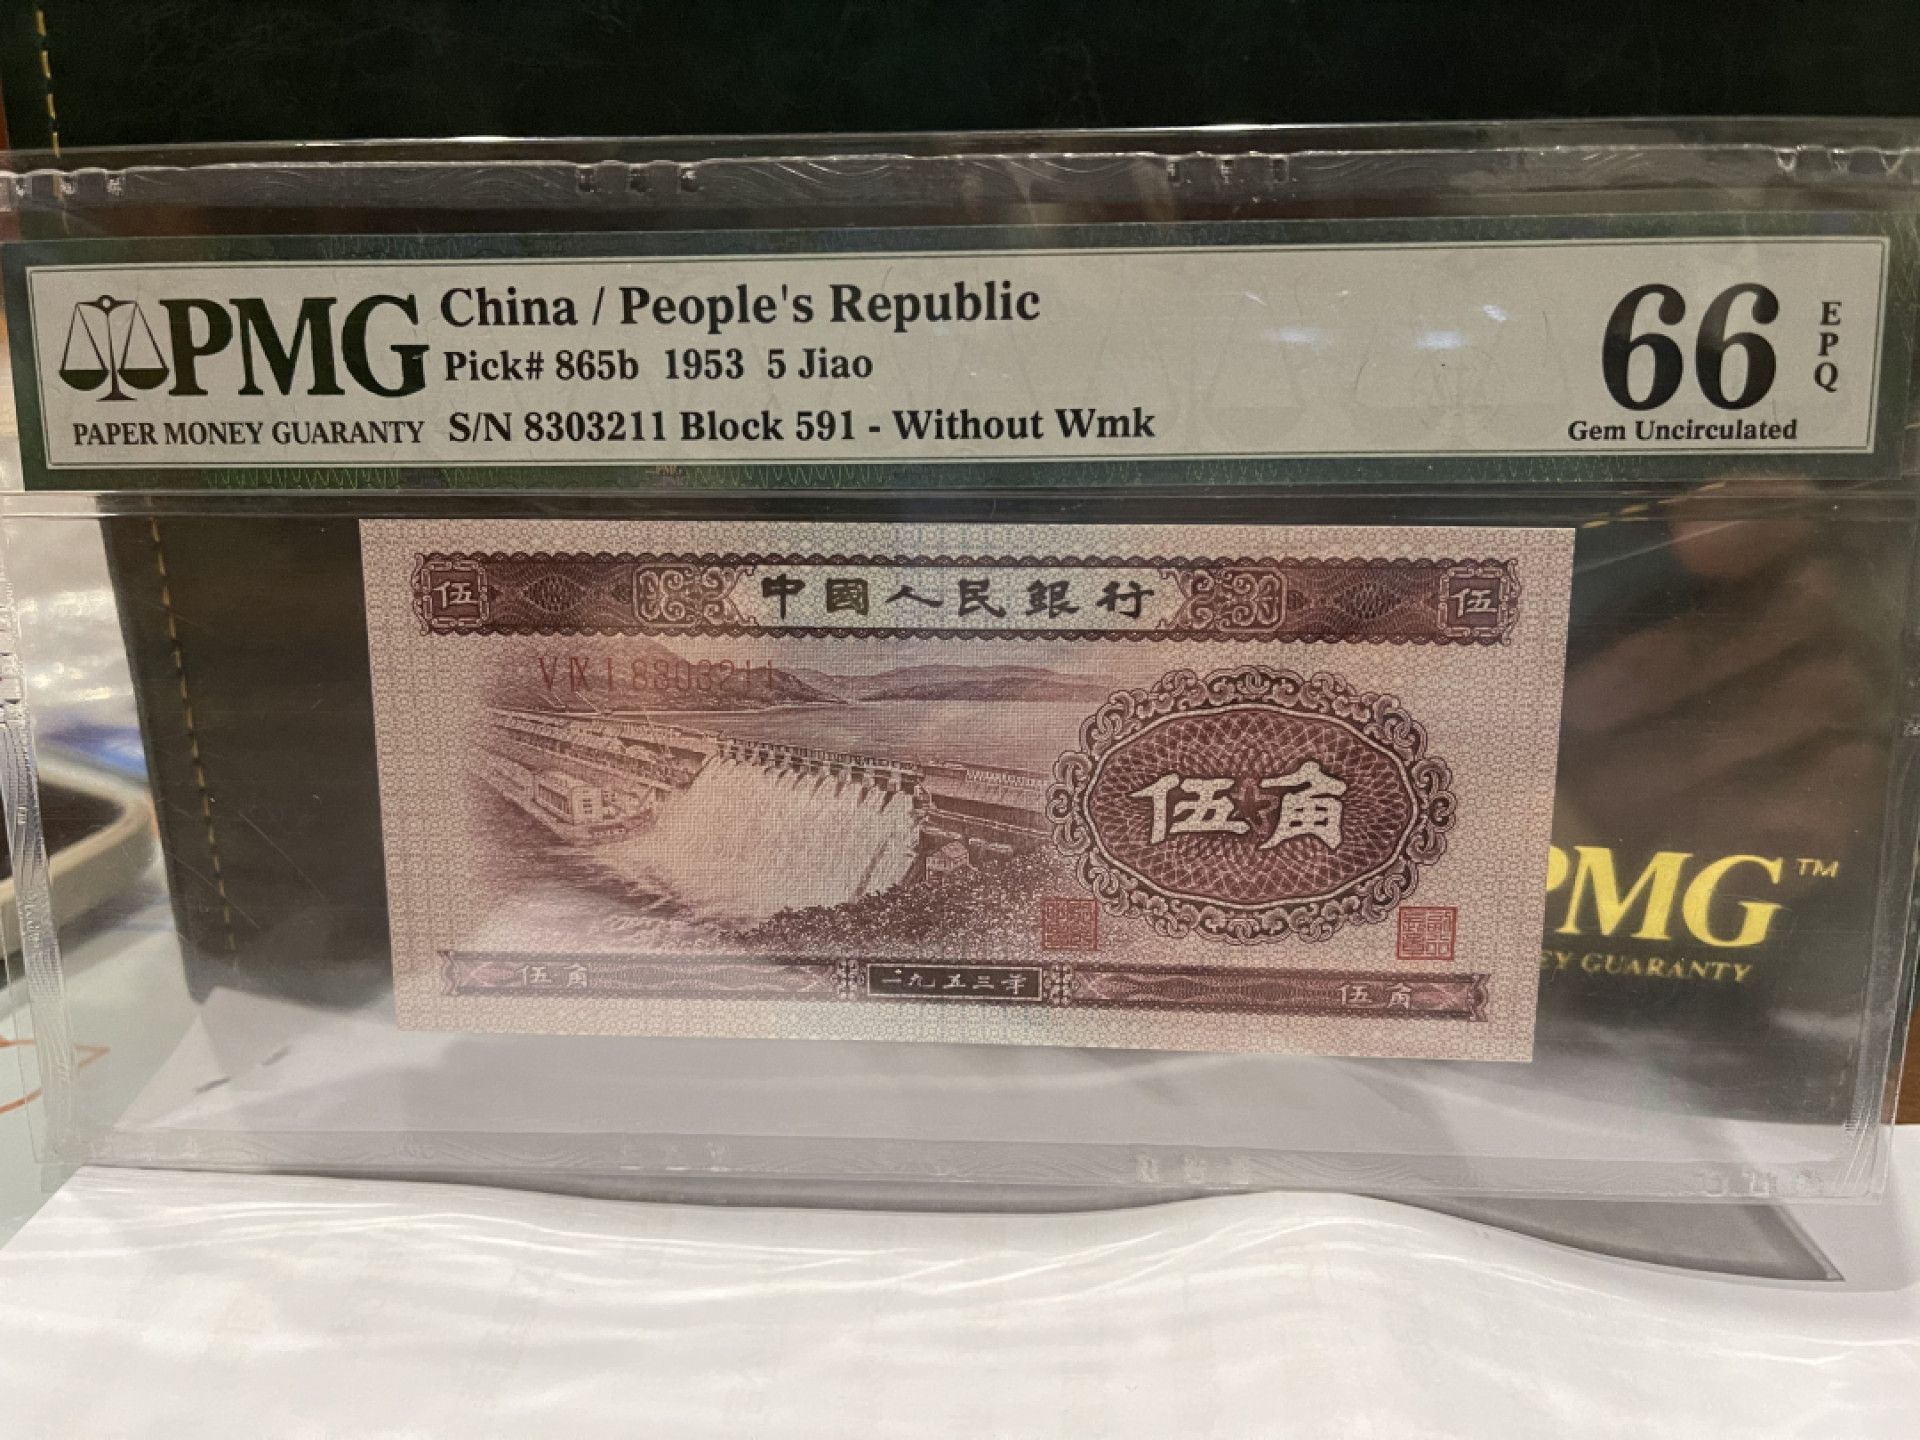 PMG
PAPER MONEY GUARANTY
China / People's Republic
Pick# 865b 1953 5 Jiao
S/N 8303211 Block 591 - Without Wmk
66
EPQ
Gem Uncirculated
伍
中國人民銀行
伍
V IX I 8303211
伍角
伍角
一九五三年
伍角
PMG™
EY GUARANTY